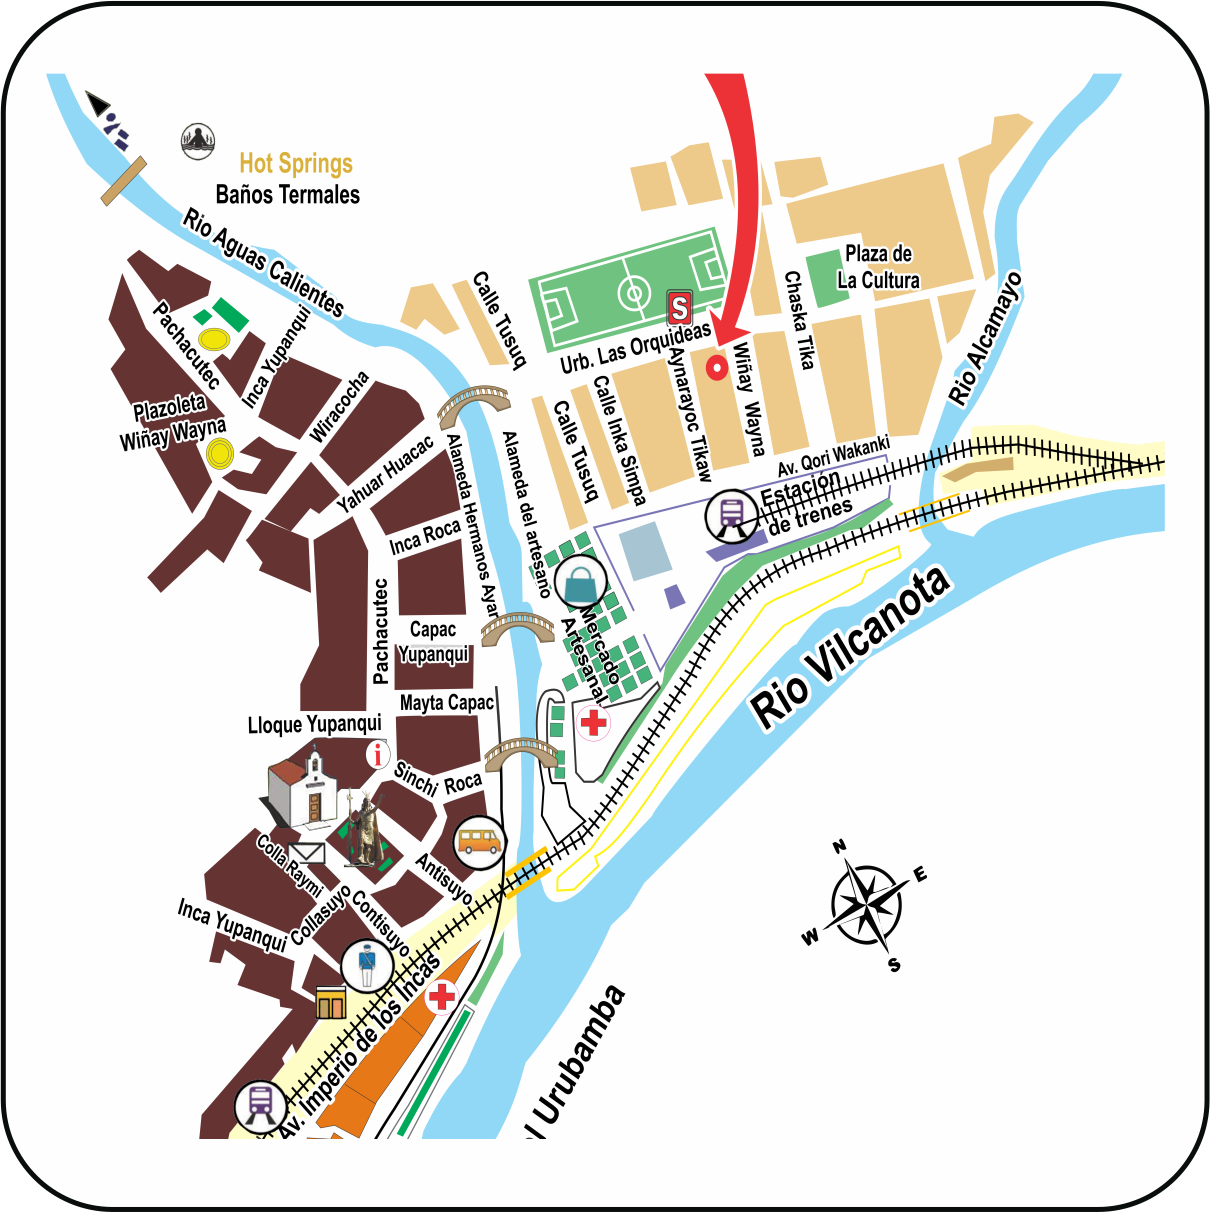 Hot Springs
Baños Termales
Rio Aguas Calientes
Plaza de
La Cultura
Calle Tusuq
S
Chaska Tika
Rio Alcamayo
Pachacutec
Inca Yupanqui
Urb. Las Orquideas
Aynarayoc Tikaw
Wiñay Wayna
Wiracocha
Plazoleta
Wiñay Wayna
Calle Inka Simpa
Calle Tusuq
Yahuar Huacac
Alameda Hermanos Ayar
Alameda del artesano
Av. Qori Wakanki
Estación
de trenes
Inca Roca
Pachacutec
Capac
Yupanqui
Mercado
Artesanal
Rio Vilcanota
Mayta Capac
Lloque Yupanqui
i
Sinchi Roca
Colla Raymi
Antisuyo
Collasuyo
Contisuyo
Inca Yupanqui
N
E
W
S
Av. Imperio de los Incas
Urubamba